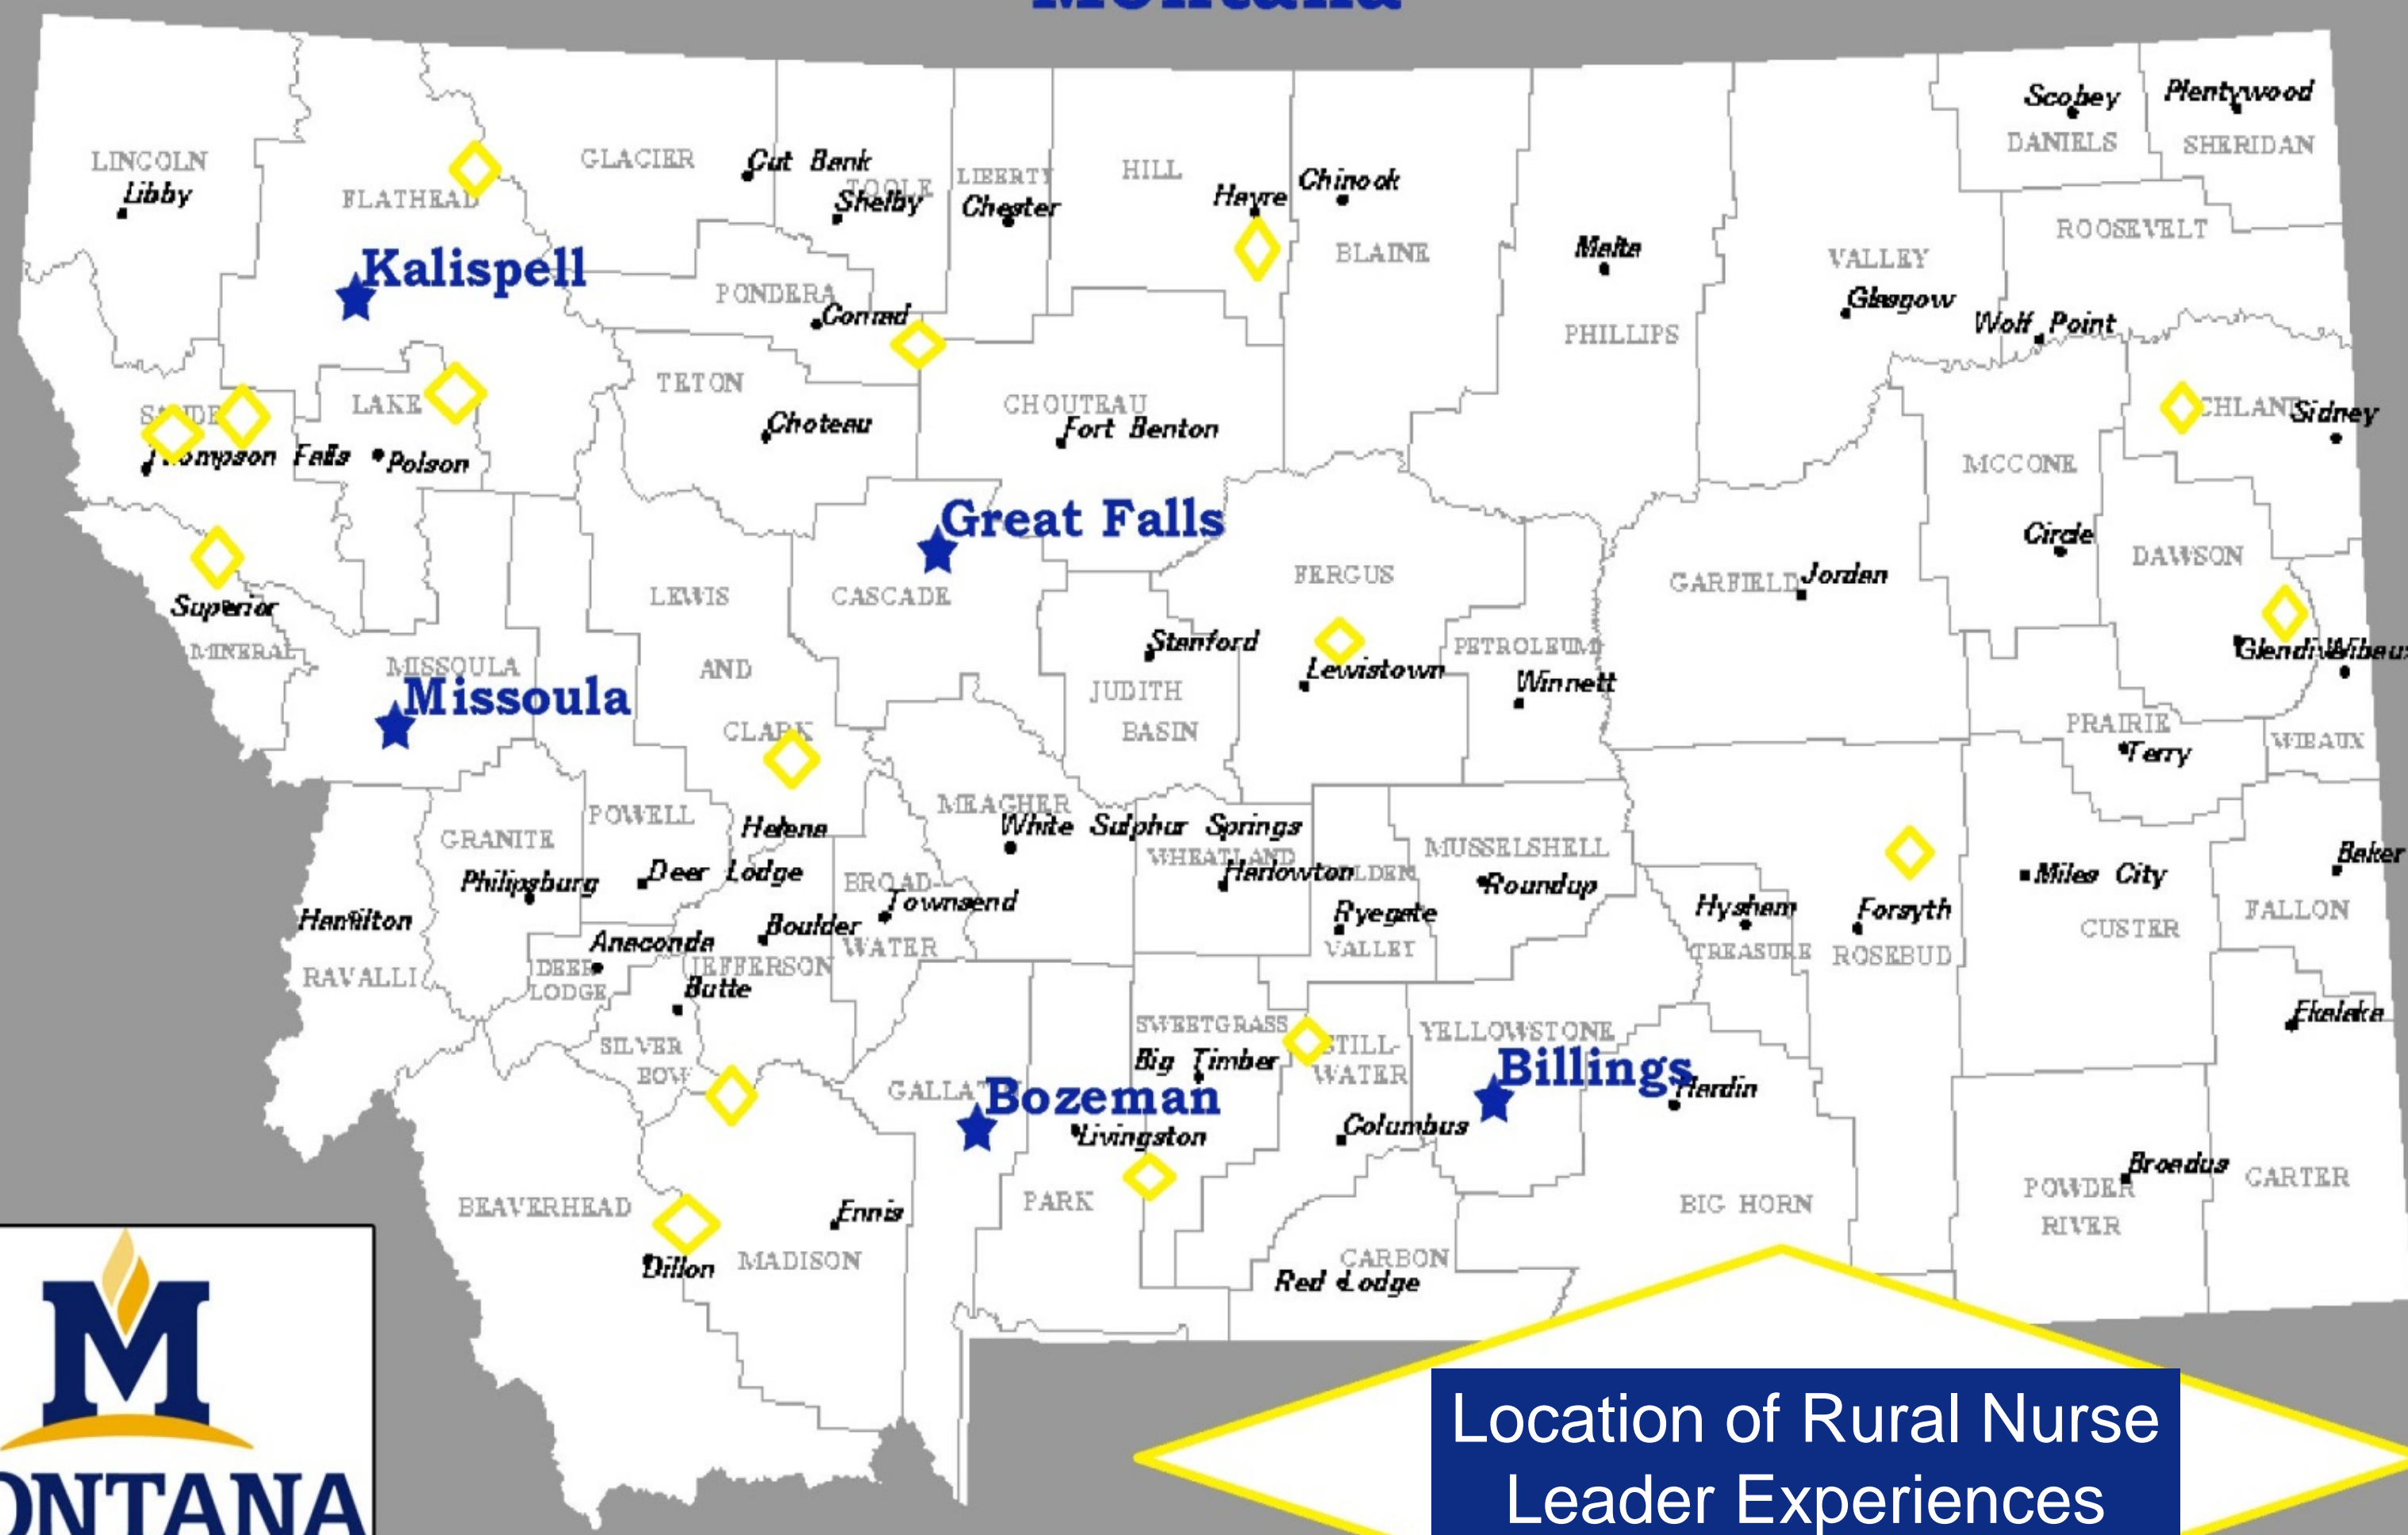 Montana
Scobey
Plentywood
DANIELS
SHERIDAN
LINCOLN
Libby
FLATHEAD
GLACIER
Cut Bank
TOOLE
Shelby
LIBERTY
Chester
HILL
Havre
Chinook
BLAINE
Malta
PHILLIPS
VALLEY
Glasgow
ROOSEVELT
Wolf Point
Kalispell
PONDERA
Conrad
LAKE
Polson
Thompson Falls
TETON
Choteau
CHOUTEAU
Fort Benton
CHLAND
Sidney
MCCONE
Circle
DAWSON
Great Falls
Superior
MINERAL
MISSOULA
Missoula
LEWIS
AND
CLARK
CASCADE
FERGUS
Stanford
Lewistown
JUDITH
BASIN
PETROLEUM
Winnett
GARFIELD
Jordan
Glendiv
Wibaux
PRAIRIE
Terry
WIBAUX
POWELL
Helena
MEAGHER
White Sulphur Springs
WHEATLAND
Harlowton
LDEN
Ryegate
VALLEY
MUSSELSHELL
Roundup
GRANITE
Philipsburg
Deer Lodge
BROAD-
Townsend
WATER
Hamilton
RAVALLI
Anaconda
DEER
LODGE
Boulder
JEFFERSON
Butte
SILVER
BOW
Hysham
TREASURE
Forsyth
ROSEBUD
Miles City
CUSTER
Baker
FALLON
Ekalaka
SWEETGRASS
Big Timber
STILL-
WATER
Columbus
YELLOWSTONE
Billings
Hardin
GALLAT
Bozeman
Livingston
PARK
BEAVERHEAD
Dillon
Ennis
MADISON
CARBON
Red Lodge
BIG HORN
Broadus
POWDER
RIVER
CARTER
M
ONTANA
Location of Rural Nurse
Leader Experiences